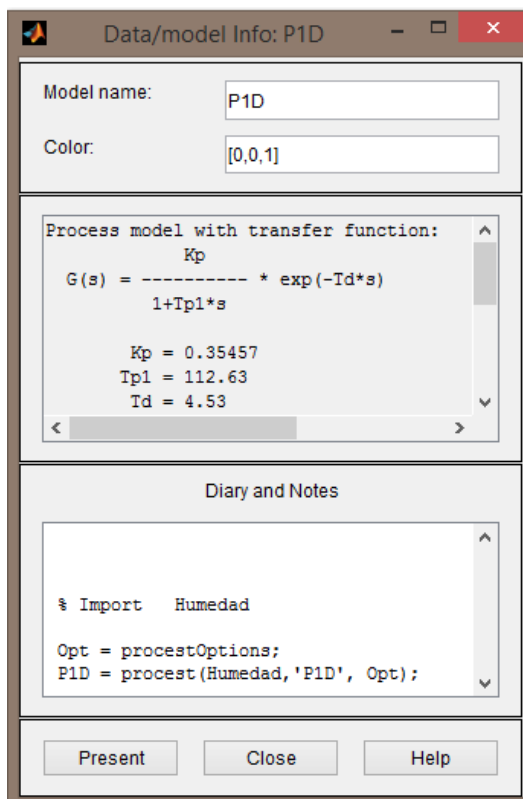 Data/model Info: P1D
Model name:
P1D
Color:
[0,0,1]
Process model with transfer function:
Kp
G(s) = ---------- * exp(-Td*s)
1+Tp1*s
Kp = 0.35457
Tp1 = 112.63
Td = 4.53
Diary and Notes
% Import   Humedad
Opt = procestOptions;
P1D = procest(Humedad,'P1D', Opt);
Present
Close
Help